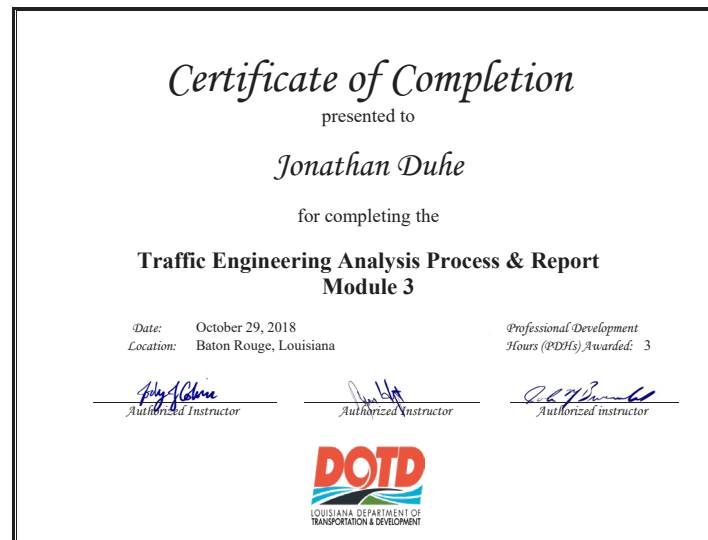 Certificate of Completion
presented to
Jonathan Duhe
for completing the
Traffic Engineering Analysis Process & Report
Module 3
Date: October 29, 2018
Location: Baton Rouge, Louisiana
Professional Development
Hours (PDHs) Awarded: 3
Authorized Instructor
Authorized Instructor
Authorized instructor
DOTD
LOUISIANA DEPARTMENT OF
TRANSPORTATION & DEVELOPMENT